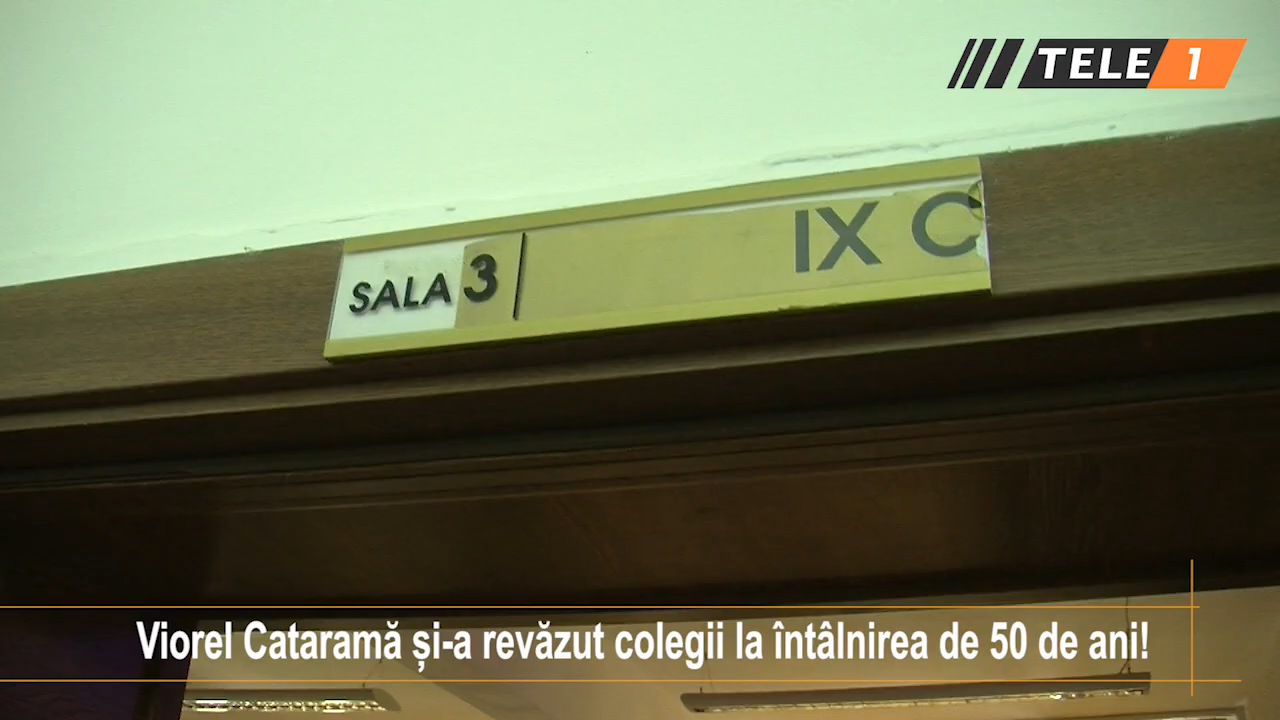 TELE 1
SALA 3 IX C
Viorel Cataramă și-a revăzut colegii la întâlnirea de 50 de ani!